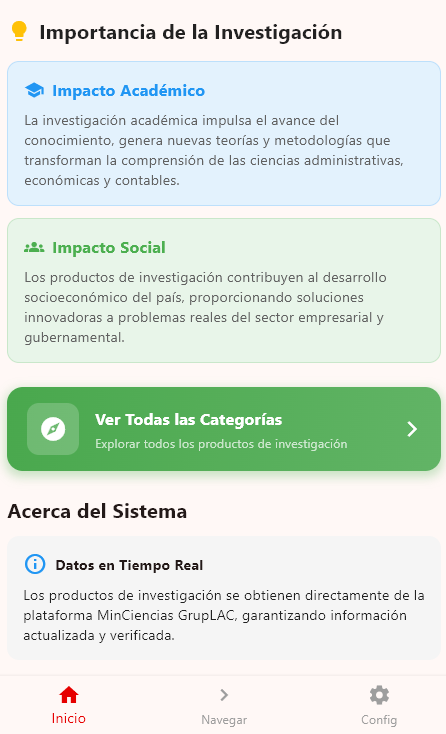 Importancia de la Investigación
Impacto Académico
La investigación académica impulsa el avance del
conocimiento, genera nuevas teorías y metodologías que
transforman la comprensión de las ciencias administrativas,
económicas y contables.
Impacto Social
Los productos de investigación contribuyen al desarrollo
socioeconómico del país, proporcionando soluciones
innovadoras a problemas reales del sector empresarial y
gubernamental.
Ver Todas las Categorías
Explorar todos los productos de investigación
Acerca del Sistema
Datos en Tiempo Real
Los productos de investigación se obtienen directamente de la
plataforma MinCiencias GrupLAC, garantizando información
actualizada y verificada.
Inicio
Navegar
Config